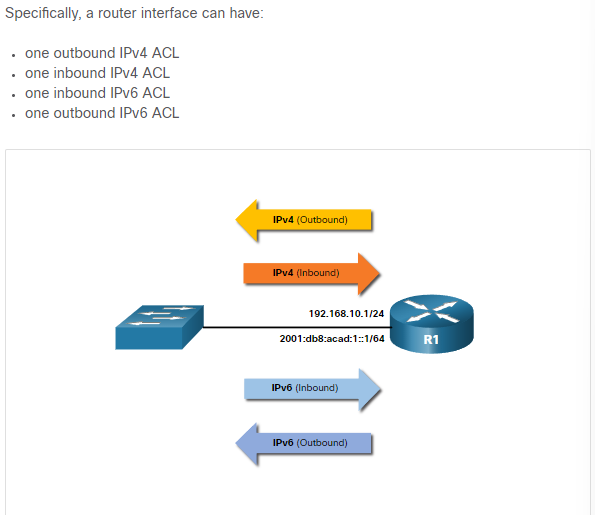 Specifically, a router interface can have:
• one outbound IPv4 ACL
• one inbound IPv4 ACL
• one inbound IPv6 ACL
• one outbound IPv6 ACL
IPv4 (Outbound)
IPv4 (Inbound)
192.168.10.1/24
2001:db8:acad:1::1/64
R1
IPv6 (Inbound)
IPv6 (Outbound)